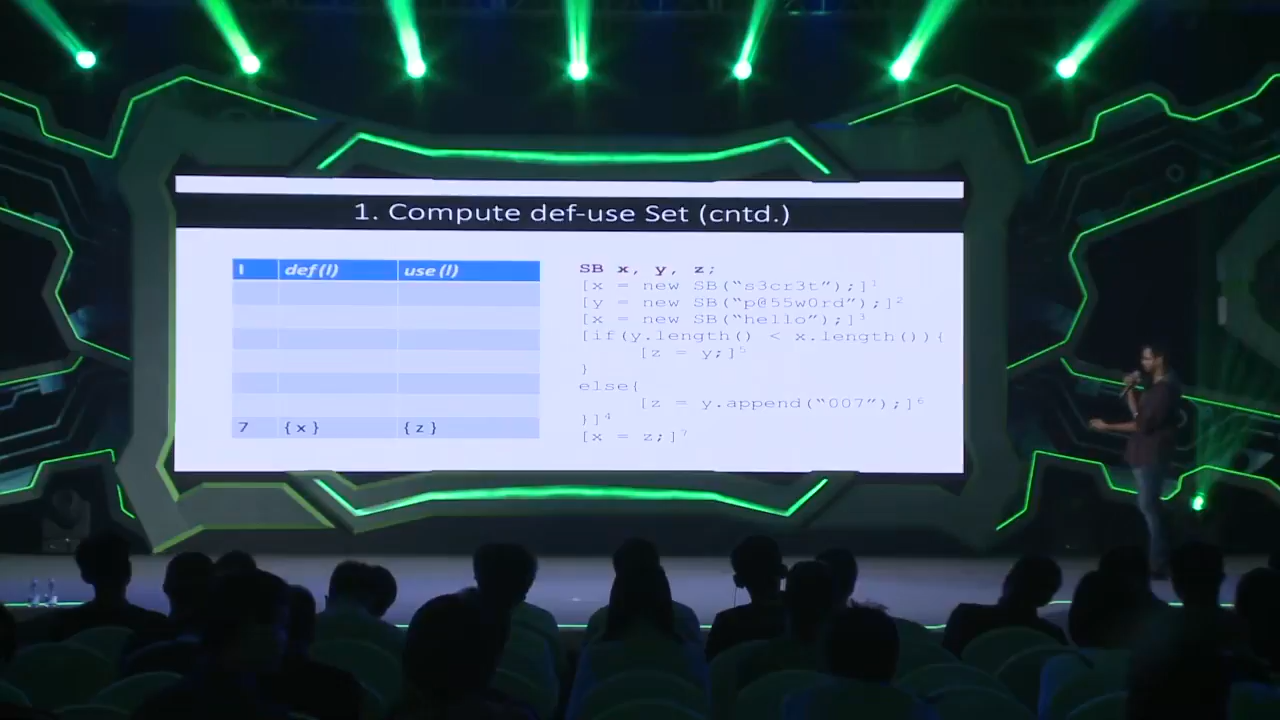 1. Compute def-use Set (cntd.)
l def(l) use(l)
7 {x} {z}
SB x, y, z;
[x = new SB(“s3cr3t”);]¹
[y = new SB(“p@55w0rd”);]²
[x = new SB(“hello”);]³
[if(y.length() < x.length()){
[z = y;]⁵
}
else{
[z = y.append(“007”);]⁶
}]⁴
[x = z;]⁷